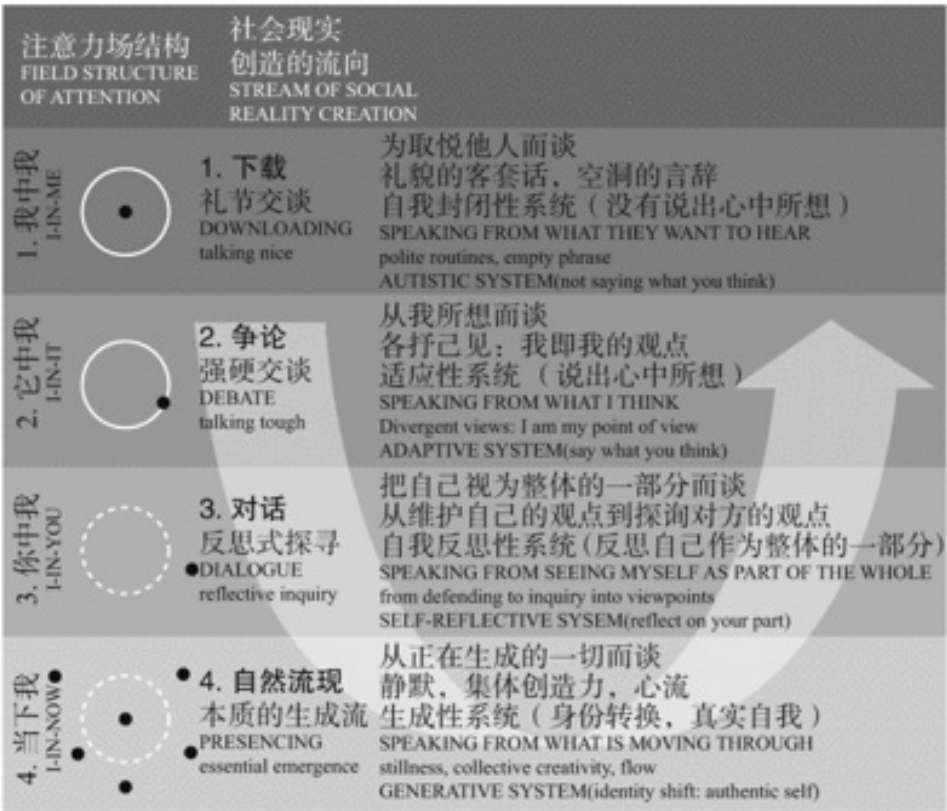 注意力场结构
FIELD STRUCTURE
OF ATTENTION
社会现实
创造的流向
STREAM OF SOCIAL
REALITY CREATION
1. 我中我
I-IN-ME
1. 下载
礼节交谈
DOWNLOADING
talking nice
为取悦他人而谈
礼貌的客套话，空洞的言辞
自我封闭性系统（没有说出心中所想）
SPEAKING FROM WHAT THEY WANT TO HEAR
polite routines, empty phrase
AUTISTIC SYSTEM(not saying what you think)
2. 它中我
I-IN-IT
2. 争论
强硬交谈
DEBATE
talking tough
从我所想而谈
各抒己见：我即我的观点
适应性系统 （说出心中所想）
SPEAKING FROM WHAT I THINK
Divergent views: I am my point of view
ADAPTIVE SYSTEM(say what you think)
3. 你中我
I-IN-YOU
3. 对话
反思式探寻
DIALOGUE
reflective inquiry
把自己视为整体的一部分而谈
从维护自己的观点到探询对方的观点
自我反思性系统(反思自己作为整体的一部分)
SPEAKING FROM SEEING MYSELF AS PART OF THE WHOLE
from defending to inquiry into viewpoints
SELF-REFLECTIVE SYSEM(reflect on your part)
4. 当下我
I-IN-NOW
4. 自然流现
本质的生成流
PRESENCING
essential emergence
从正在生成的一切而谈
静默，集体创造力，心流
生成性系统（身份转换，真实自我）
SPEAKING FROM WHAT IS MOVING THROUGH
stillness, collective creativity, flow
GENERATIVE SYSTEM(identity shift: authentic self)